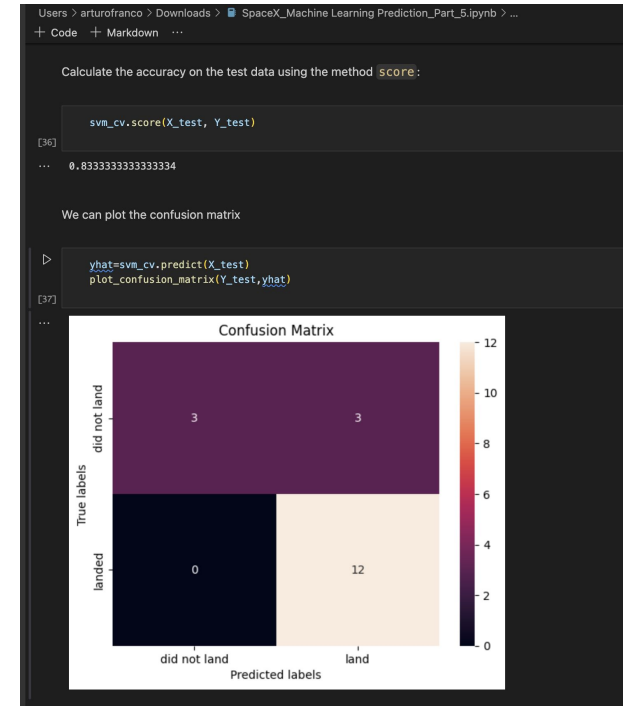 Users > arturofranco > Downloads > SpaceX_Machine Learning Prediction_Part_5.ipynb > ...
+ Code + Markdown ...
Calculate the accuracy on the test data using the method score:
svm_cv.score(X_test, Y_test)
[36]
... 0.8333333333333334
We can plot the confusion matrix
yhat=svm_cv.predict(X_test)
plot_confusion_matrix(Y_test,yhat)
[37]
...
Confusion Matrix
True labels
did not land
landed
3 3
0 12
did not land land
Predicted labels
12
10
8
6
4
2
0